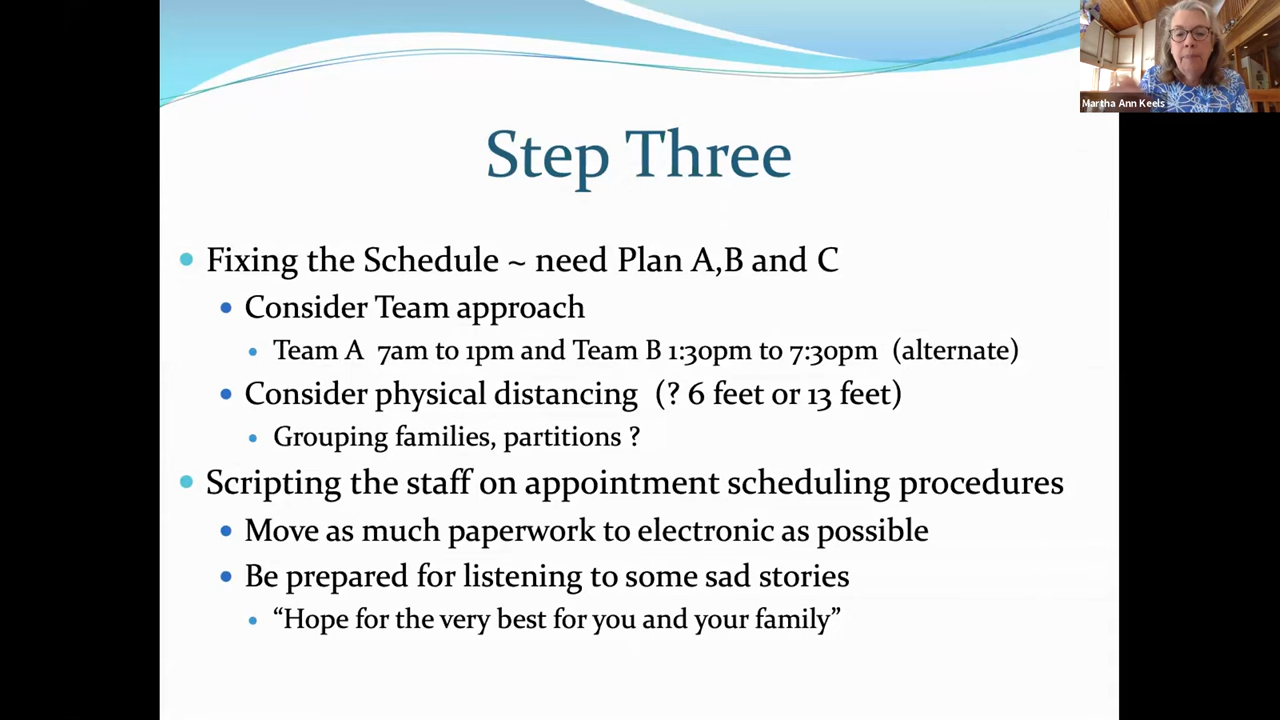 Martha Ann Keels
Step Three
Fixing the Schedule ~ need Plan A,B and C
Consider Team approach
Team A 7am to 1pm and Team B 1:30pm to 7:30pm (alternate)
Consider physical distancing (? 6 feet or 13 feet)
Grouping families, partitions ?
Scripting the staff on appointment scheduling procedures
Move as much paperwork to electronic as possible
Be prepared for listening to some sad stories
“Hope for the very best for you and your family”